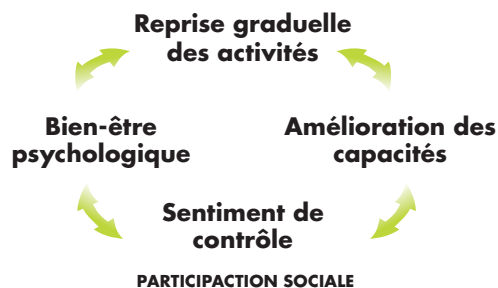 Reprise graduelle
des activités
Bien-être
psychologique
Amélioration des
capacités
Sentiment de
contrôle
PARTICIPACTION SOCIALE